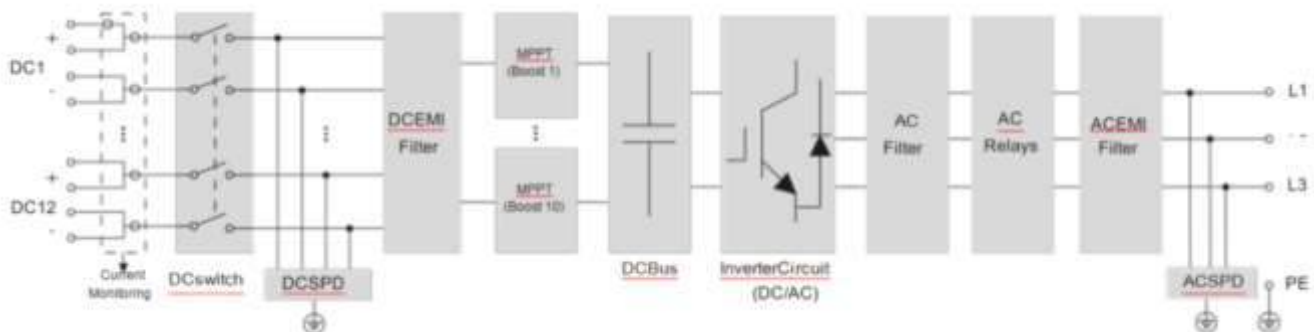 +
DC1
-
+
DC12
-
Current
Monitoring
DCswitch
DCSPD
DCEMI
Filter
MPPT
(Boost 1)
MPPT
(Boost 10)
DCBus
InverterCircuit
(DC/AC)
AC
Filter
AC
Relays
ACEMI
Filter
L1
L3
ACSPD
PE